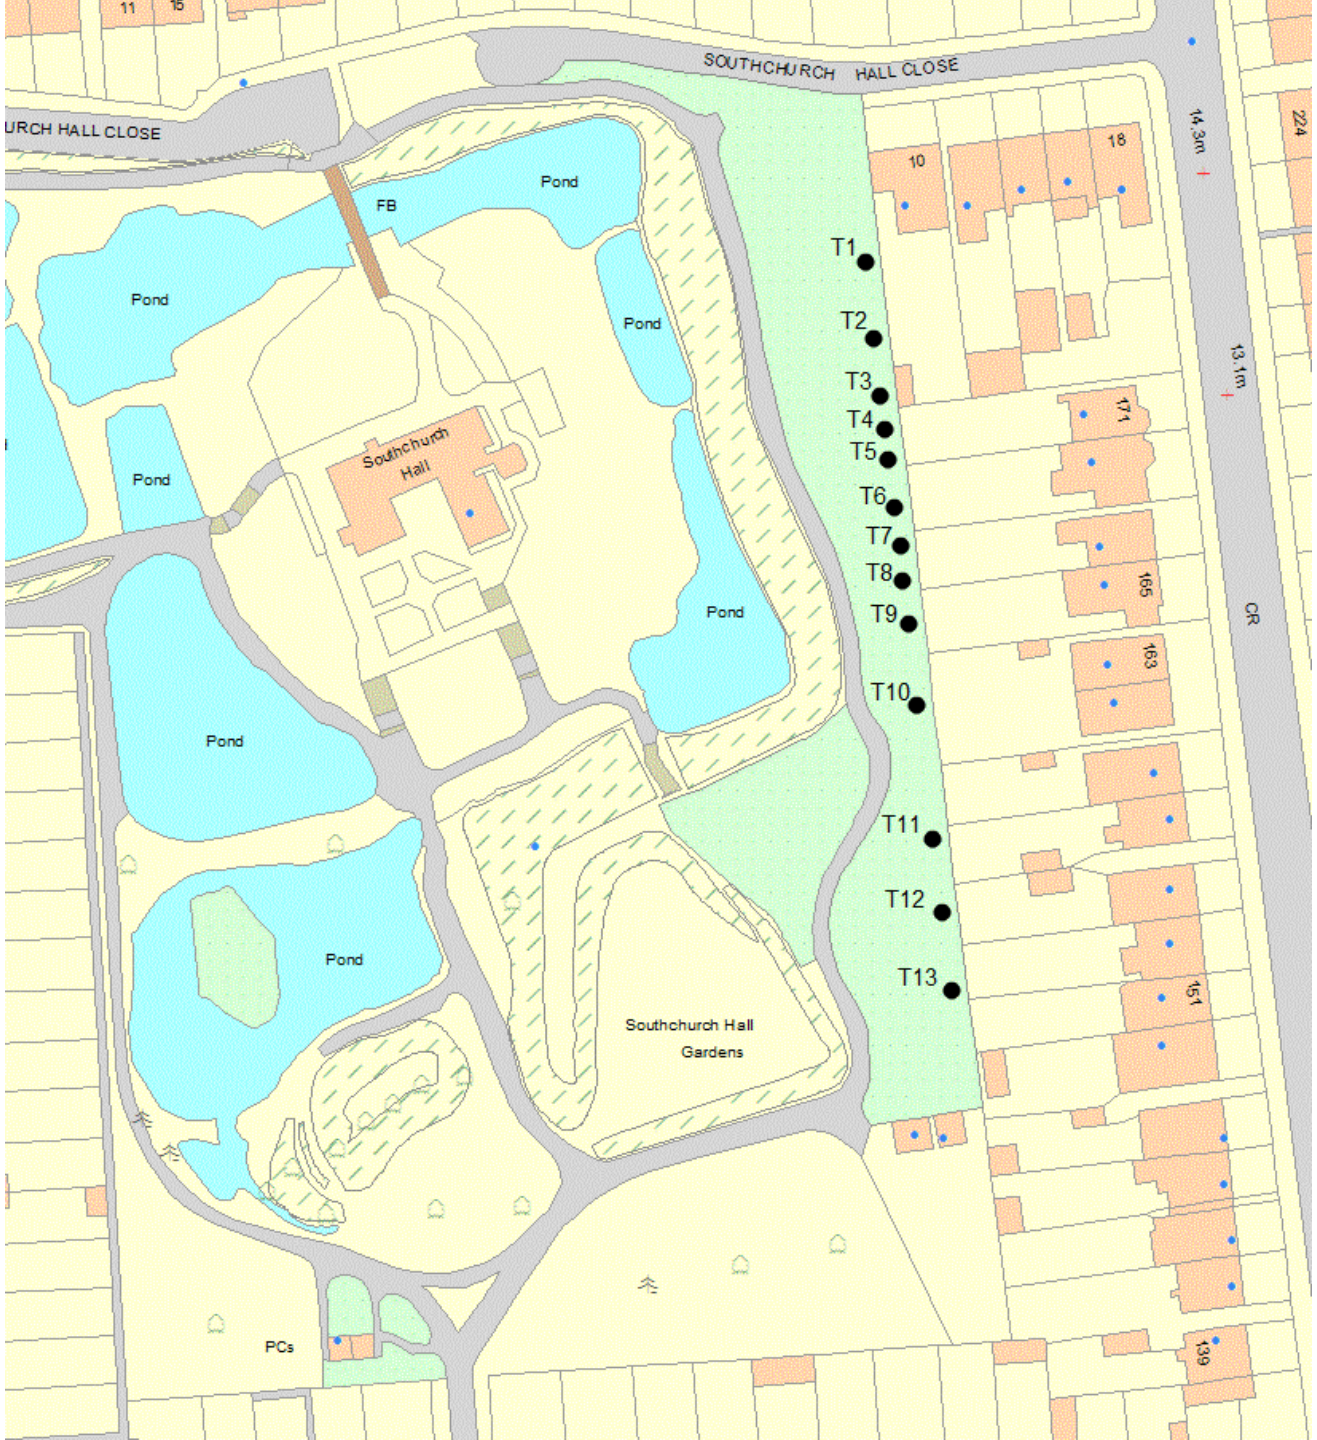 11
15
SOUTHCHURCH HALL CLOSE
URCH HALL CLOSE
14.3m
224
18
10
Pond
FB
T1
Pond
Pond
T2
13.1m
T3
171
T4
Southchurch
Hall
T5
Pond
T6
T7
T8
165
T9
Pond
CR
163
T10
Pond
T11
T12
Pond
T13
151
Southchurch Hall
Gardens
PCs
139